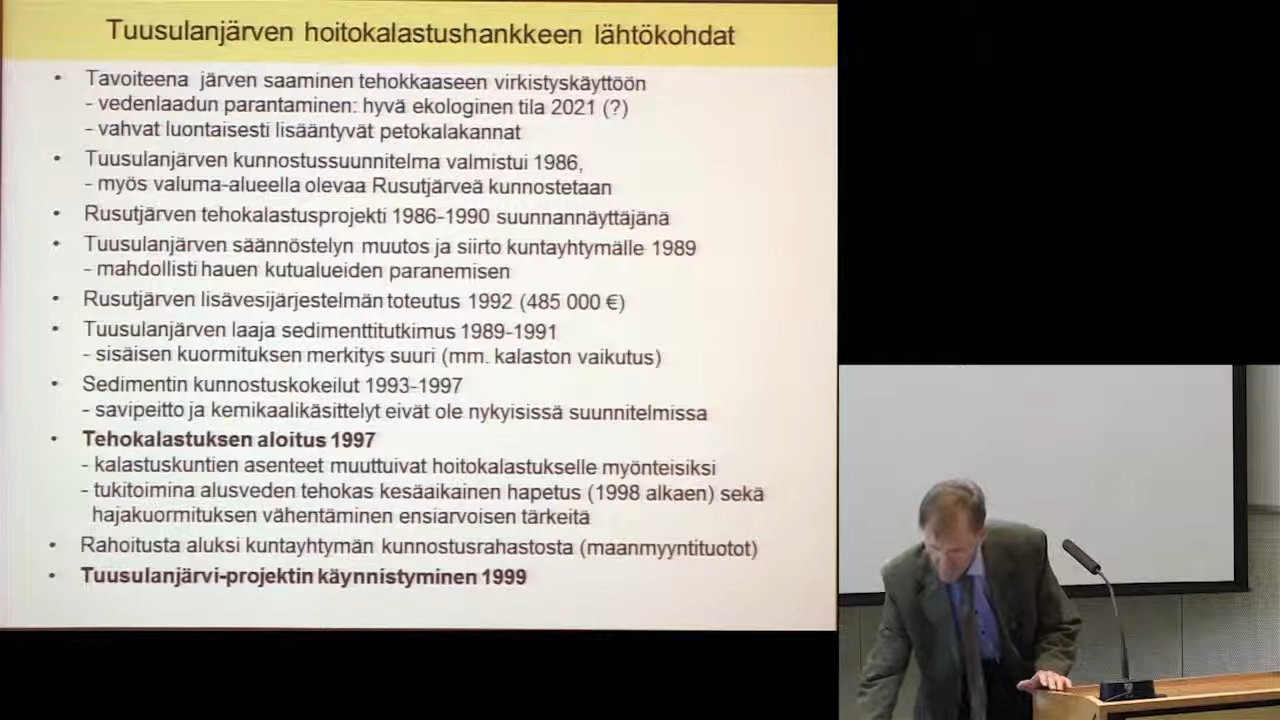 Tuusulanjärven hoitokalastushankkeen lähtökohdat
• Tavoiteena järven saaminen tehokkaaseen virkistyskäyttöön
- vedenlaadun parantaminen: hyvä ekologinen tila 2021 (?)
- vahvat luontaisesti lisääntyvät petokalakannat
• Tuusulanjärven kunnostussuunnitelma valmistui 1986,
- myös valuma-alueella olevaa Rusutjärveä kunnostetaan
• Rusutjärven tehokalastusprojekti 1986-1990 suunnannäyttäjänä
• Tuusulanjärven säännöstelyn muutos ja siirto kuntayhtymälle 1989
- mahdollisti hauen kutualueiden paranemisen
• Rusutjärven lisävesijärjestelmän toteutus 1992 (485 000 €)
• Tuusulanjärven laaja sedimenttitutkimus 1989-1991
- sisäisen kuormituksen merkitys suuri (mm. kalaston vaikutus)
• Sedimentin kunnostuskokeilut 1993-1997
- savipeitto ja kemikaalikäsittelyt eivät ole nykyisissä suunnitelmissa
• Tehokalastuksen aloitus 1997
- kalastuskuntien asenteet muuttuivat hoitokalastukselle myönteisiksi
- tukitoimina alusveden tehokas kesäaikainen hapetus (1998 alkaen) sekä
hajakuormituksen vähentäminen ensiarvoisen tärkeitä
• Rahoitusta aluksi kuntayhtymän kunnostusrahastosta (maanmyyntituotot)
• Tuusulanjärvi-projektin käynnistyminen 1999